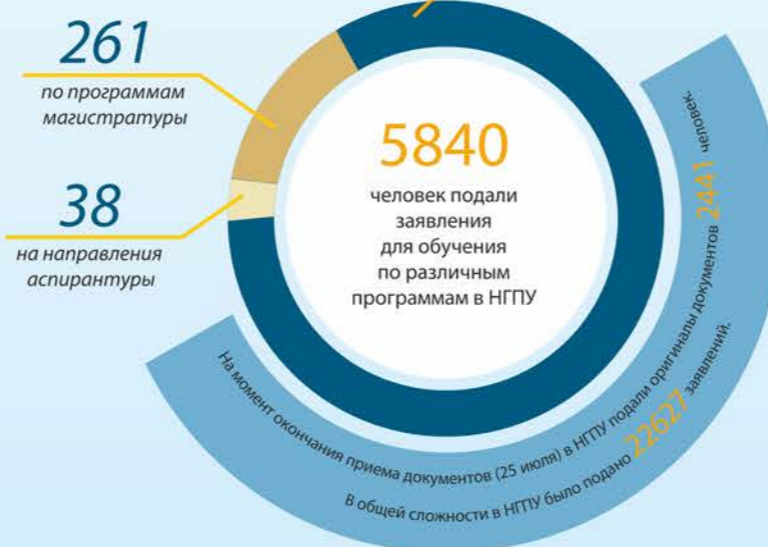 261
по программам
магистратуры
38
на направления
аспирантуры
5840
человек подали
заявления
для обучения
по различным
программам в НГПУ
На момент окончания приема документов (25 июля) в НГПУ подали оригиналы документов 2441 человек.
В общей сложности в НГПУ было подано 22627 заявлений.